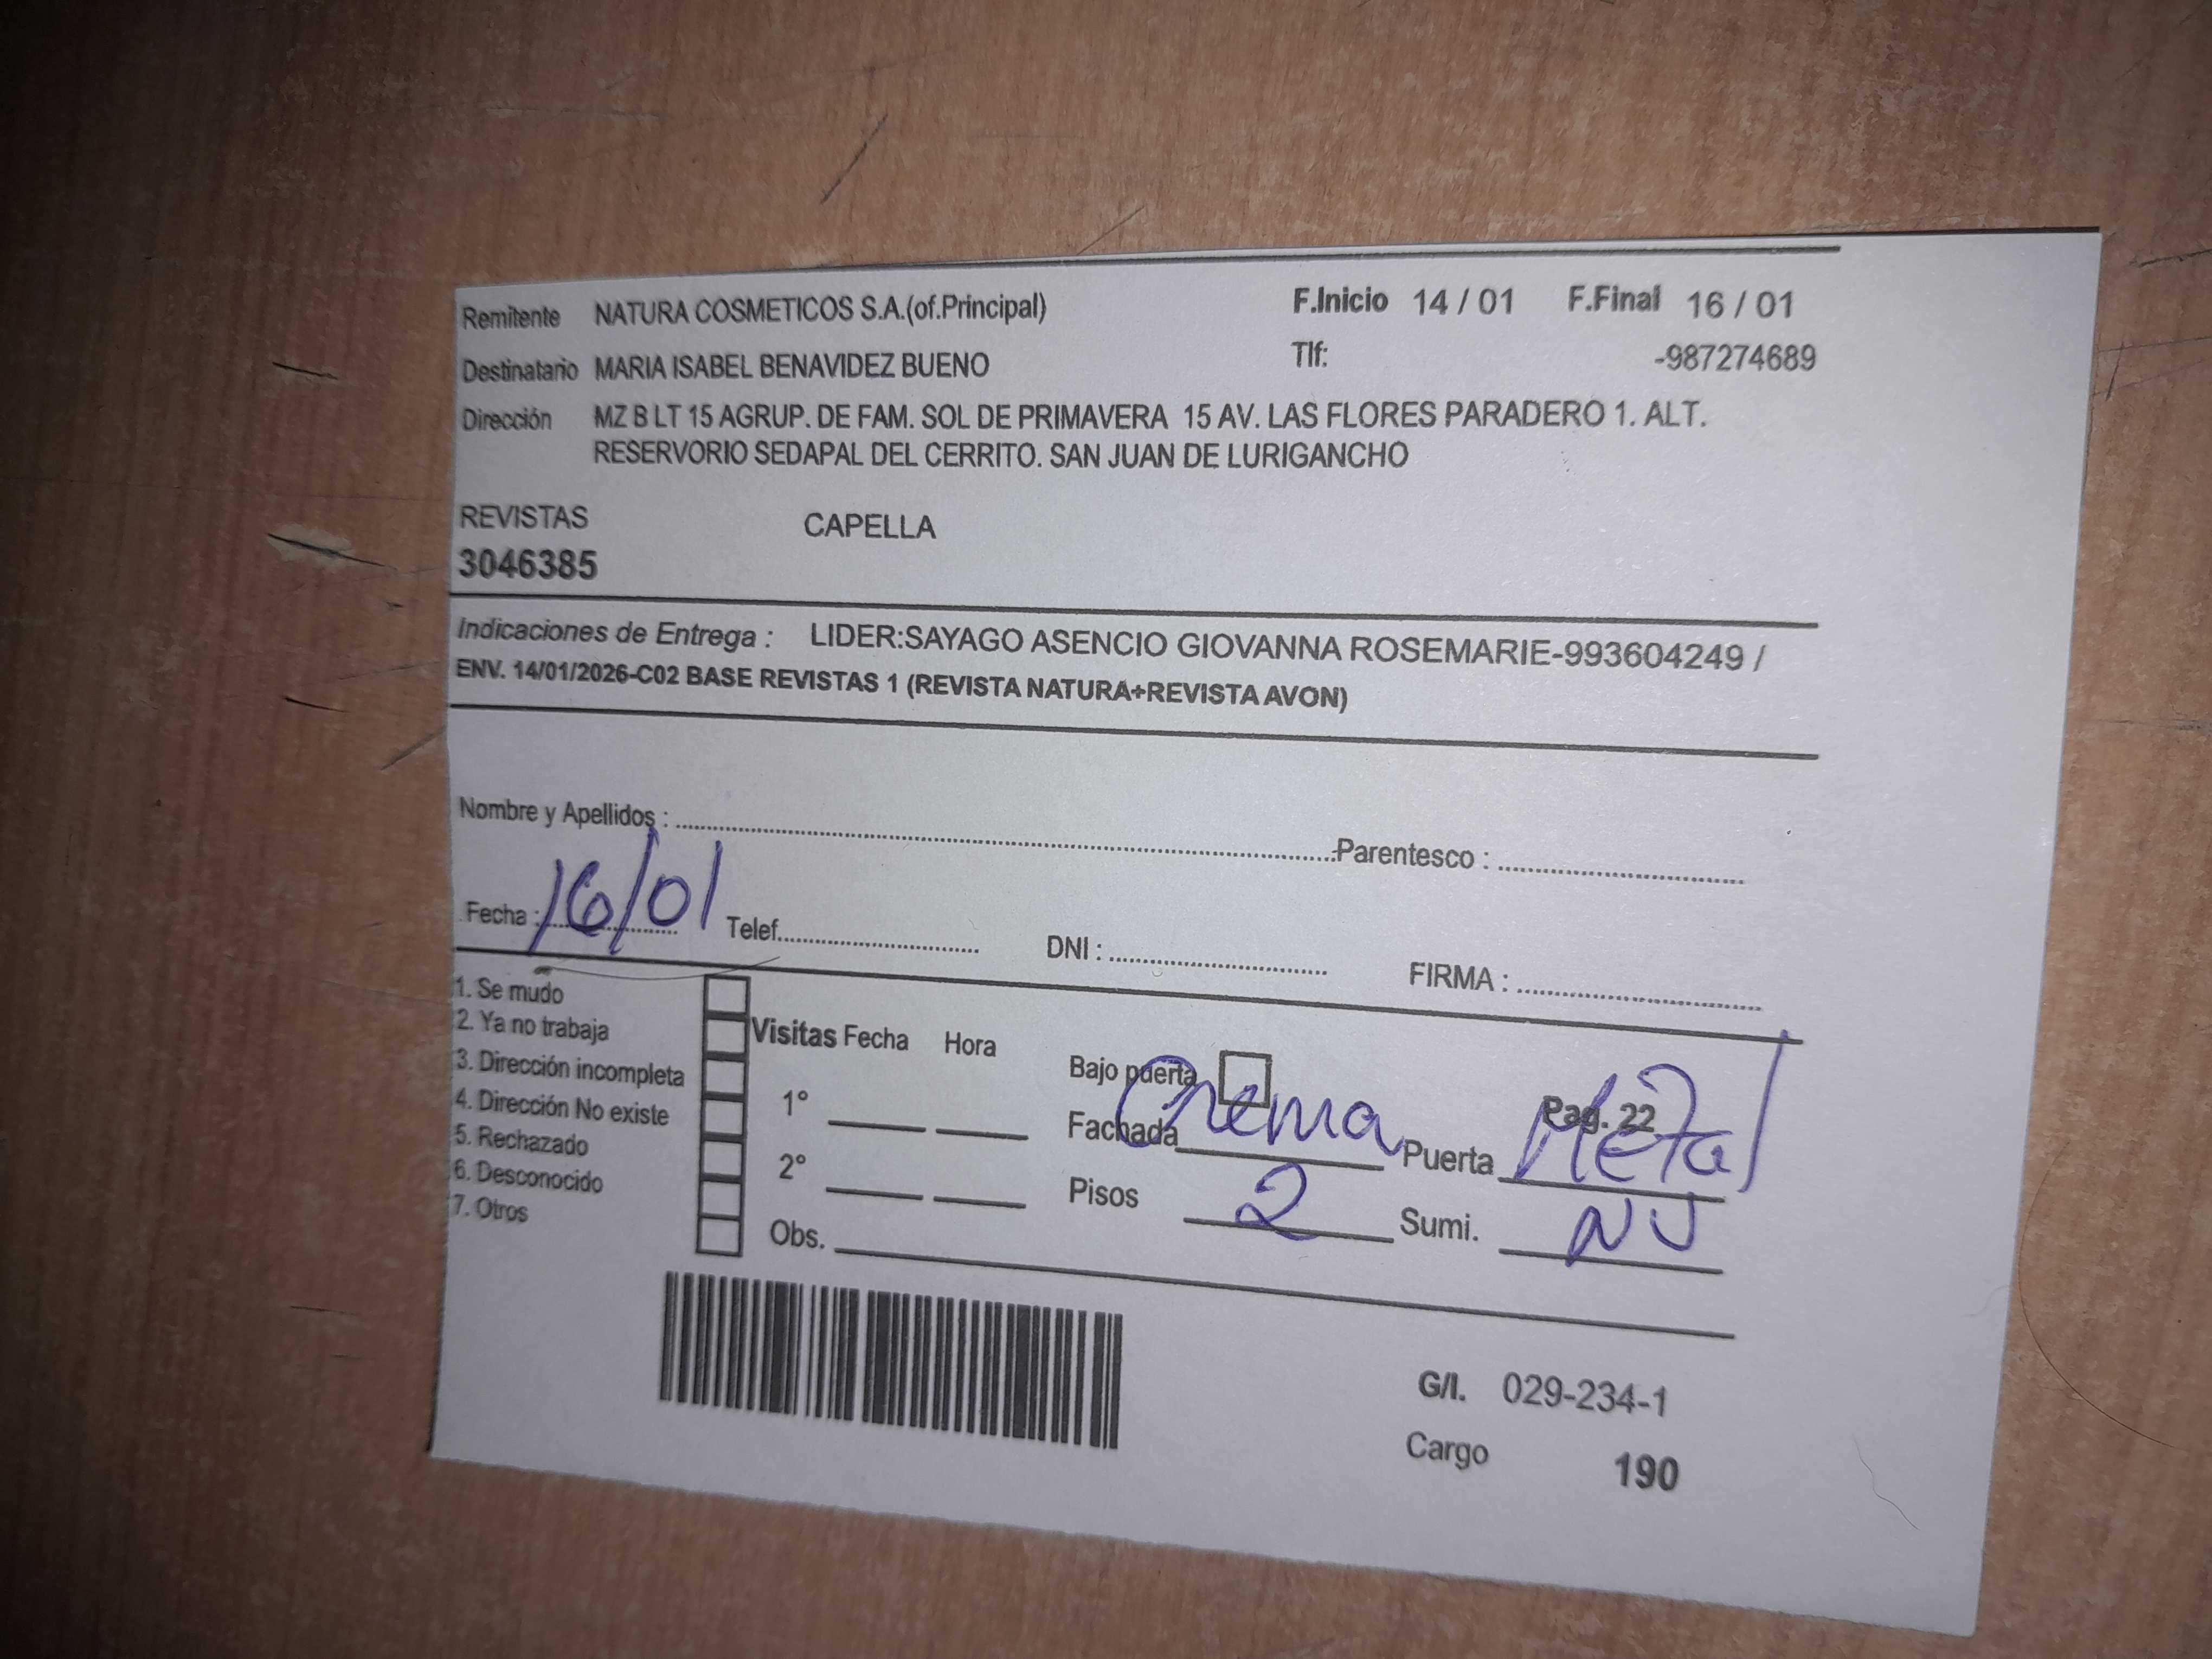 Remitente NATURA COSMETICOS S.A.(of.Principal) F.Inicio 14 / 01 F.Final 16 / 01
Destinatario MARIA ISABEL BENAVIDEZ BUENO Tlf: -987274689
Dirección MZ B LT 15 AGRUP. DE FAM. SOL DE PRIMAVERA 15 AV. LAS FLORES PARADERO 1. ALT.
RESERVORIO SEDAPAL DEL CERRITO. SAN JUAN DE LURIGANCHO
REVISTAS CAPELLA
3046385
Indicaciones de Entrega : LIDER:SAYAGO ASENCIO GIOVANNA ROSEMARIE-993604249 /
ENV. 14/01/2026-C02 BASE REVISTAS 1 (REVISTA NATURA+REVISTA AVON)
Nombre y Apellidos : Parentesco :
Fecha : 16/01 Telef. DNI : FIRMA :
1. Se mudo
2. Ya no trabaja
3. Dirección incompleta
4. Dirección No existe
5. Rechazado
6. Desconocido
7. Otros
Visitas Fecha Hora
1°
2°
Obs.
Bajo puerta Pag. 22
Fachada Crema Puerta Metal
Pisos 2 Sumi. NJ
G/I. 029-234-1
Cargo 190